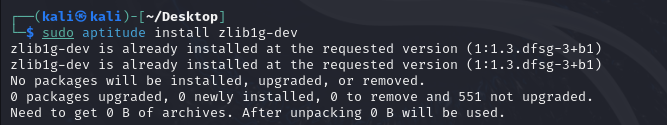 ┌──(kali㉿kali)-[~/Desktop]
└─$ sudo aptitude install zlib1g-dev
zlib1g-dev is already installed at the requested version (1:1.3.dfsg-3+b1)
zlib1g-dev is already installed at the requested version (1:1.3.dfsg-3+b1)
No packages will be installed, upgraded, or removed.
0 packages upgraded, 0 newly installed, 0 to remove and 551 not upgraded.
Need to get 0 B of archives. After unpacking 0 B will be used.